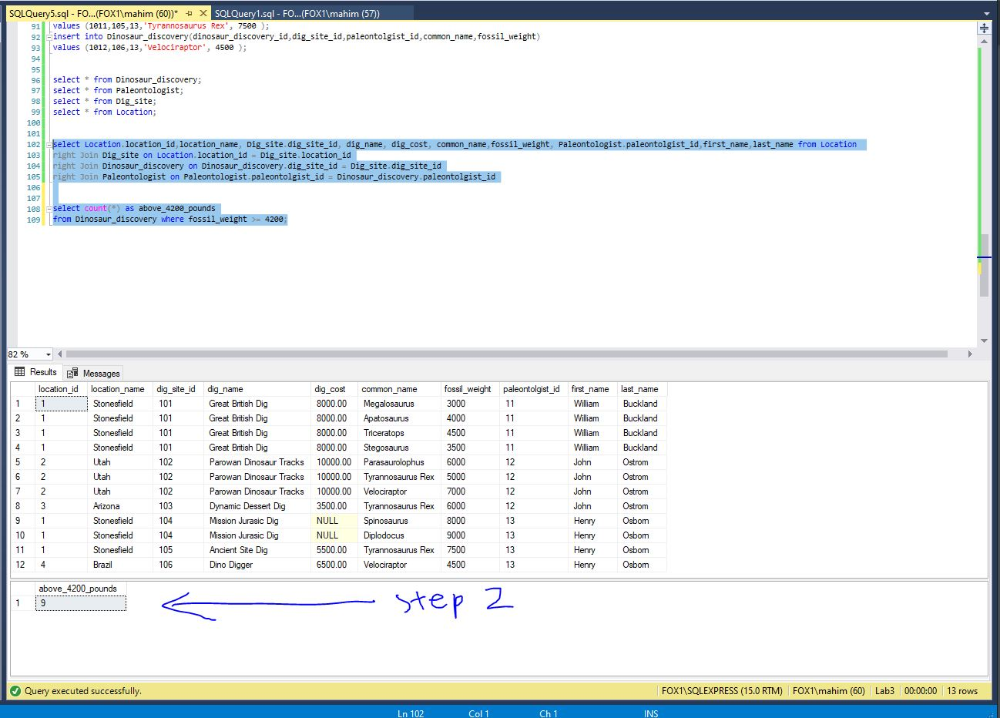 SQLQuery5.sql - FO...(FOX1\mahim (60))* SQLQuery1.sql - FO...(FOX1\mahim (57))
91 values (1011,105,13,'Tyrannosaurus Rex', 7500 );
92 insert into Dinosaur_discovery(dinosaur_discovery_id,dig_site_id,paleontolgist_id,common_name,fossil_weight)
93 values (1012,106,13,'Velociraptor', 4500 );
94
95
96 select * from Dinosaur_discovery;
97 select * from Paleontologist;
98 select * from Dig_site;
99 select * from Location;
100
101
102 select Location.location_id,location_name, Dig_site.dig_site_id, dig_name, dig_cost, common_name,fossil_weight, Paleontologist.paleontolgist_id,first_name,last_name from Location
103 right Join Dig_site on Location.location_id = Dig_site.location_id
104 right Join Dinosaur_discovery on Dinosaur_discovery.dig_site_id = Dig_site.dig_site_id
105 right Join Paleontologist on Paleontologist.paleontolgist_id = Dinosaur_discovery.paleontolgist_id
106
107
108 select count(*) as above_4200_pounds
109 from Dinosaur_discovery where fossil_weight >= 4200;
82 %
Results Messages
location_id location_name dig_site_id dig_name dig_cost common_name fossil_weight paleontolgist_id first_name last_name
1 1 Stonesfield 101 Great British Dig 8000.00 Megalosaurus 3000 11 William Buckland
2 1 Stonesfield 101 Great British Dig 8000.00 Apatosaurus 4000 11 William Buckland
3 1 Stonesfield 101 Great British Dig 8000.00 Triceratops 4500 11 William Buckland
4 1 Stonesfield 101 Great British Dig 8000.00 Stegosaurus 3500 11 William Buckland
5 2 Utah 102 Parowan Dinosaur Tracks 10000.00 Parasaurolophus 6000 12 John Ostrom
6 2 Utah 102 Parowan Dinosaur Tracks 10000.00 Tyrannosaurus Rex 5000 12 John Ostrom
7 2 Utah 102 Parowan Dinosaur Tracks 10000.00 Velociraptor 7000 12 John Ostrom
8 3 Arizona 103 Dynamic Dessert Dig 3500.00 Tyrannosaurus Rex 6000 12 John Ostrom
9 1 Stonesfield 104 Mission Jurasic Dig NULL Spinosaurus 8000 13 Henry Osborn
10 1 Stonesfield 104 Mission Jurasic Dig NULL Diplodocus 9000 13 Henry Osborn
11 1 Stonesfield 105 Ancient Site Dig 5500.00 Tyrannosaurus Rex 7500 13 Henry Osborn
12 4 Brazil 106 Dino Digger 6500.00 Velociraptor 4500 13 Henry Osborn
above_4200_pounds
1 9
step 2
Query executed successfully. FOX1\SQLEXPRESS (15.0 RTM) FOX1\mahim (60) Lab3 00:00:00 13 rows
Ln 102 Col 1 Ch 1 INS